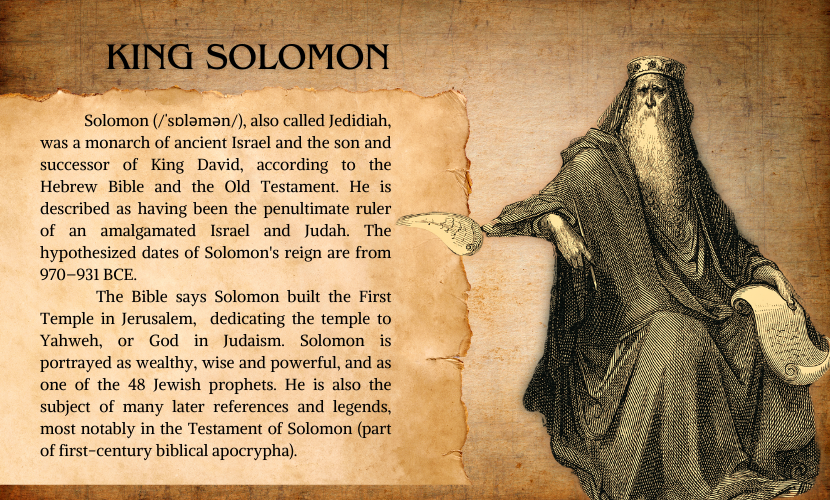 KING SOLOMON
Solomon (/ˈsɒləmən/), also called Jedidiah,
was a monarch of ancient Israel and the son and
successor of King David, according to the
Hebrew Bible and the Old Testament. He is
described as having been the penultimate ruler
of an amalgamated Israel and Judah. The
hypothesized dates of Solomon's reign are from
970–931 BCE.
The Bible says Solomon built the First
Temple in Jerusalem, dedicating the temple to
Yahweh, or God in Judaism. Solomon is
portrayed as wealthy, wise and powerful, and as
one of the 48 Jewish prophets. He is also the
subject of many later references and legends,
most notably in the Testament of Solomon (part
of first-century biblical apocrypha).